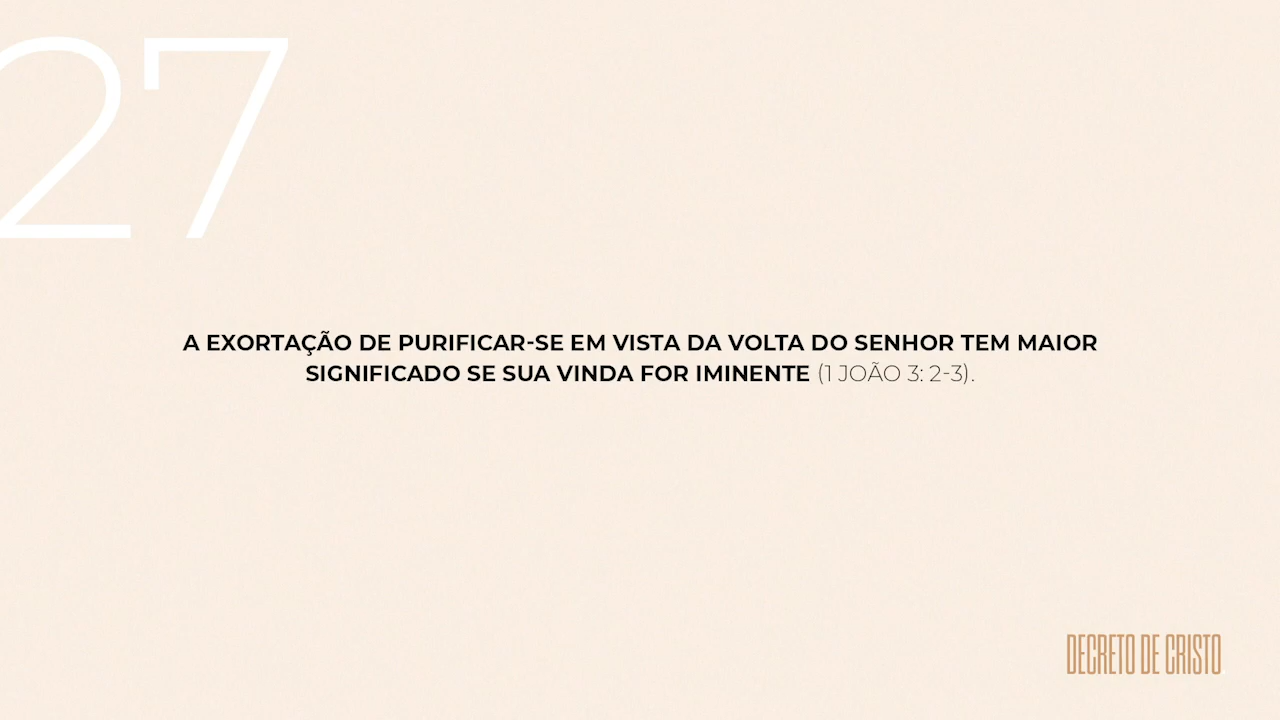 27
A EXORTAÇÃO DE PURIFICAR-SE EM VISTA DA VOLTA DO SENHOR TEM MAIOR
SIGNIFICADO SE SUA VINDA FOR IMINENTE (1 JOÃO 3: 2-3).
DECRETO DE CRISTO